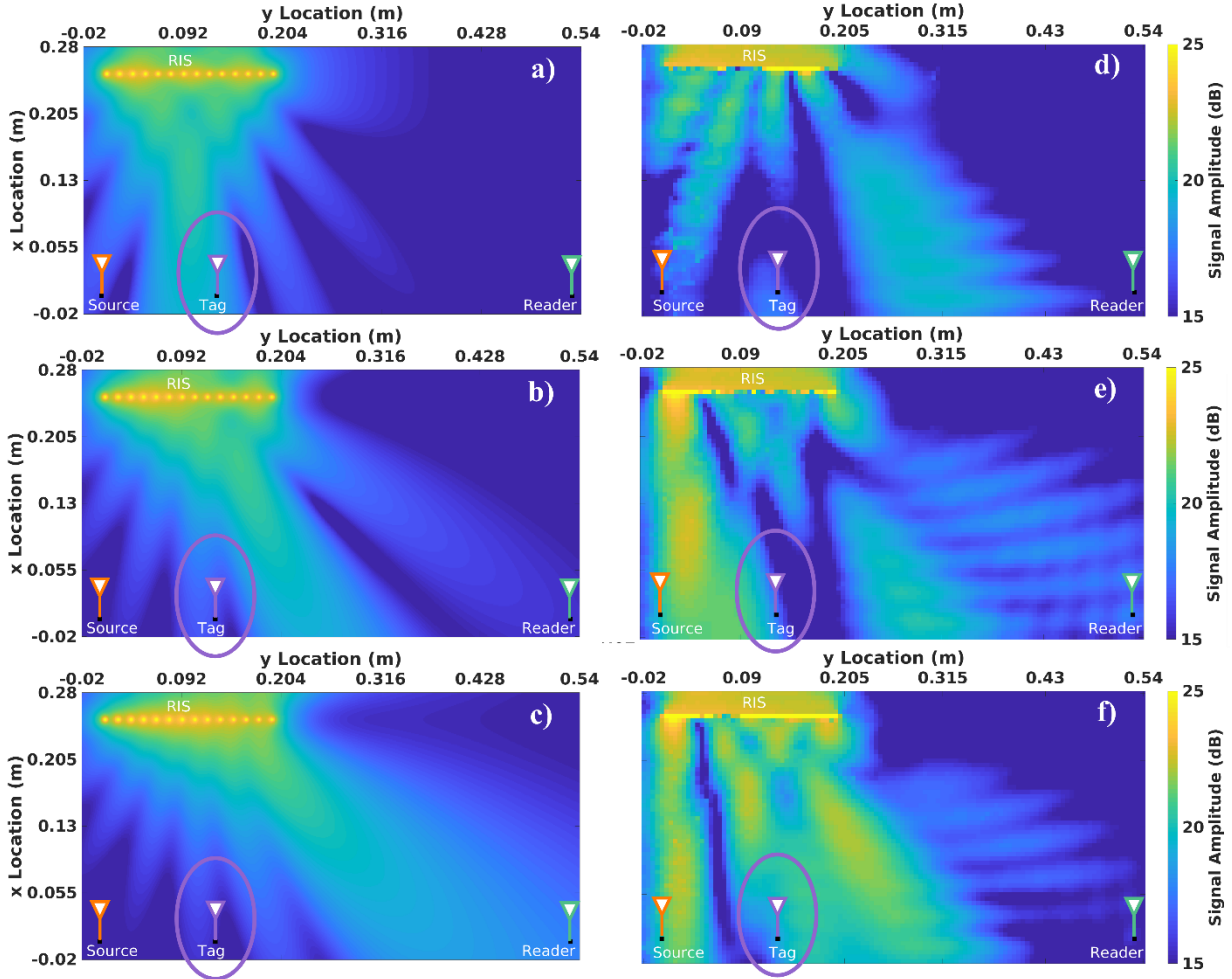 y Location (m)
-0.02 0.092 0.204 0.316 0.428 0.54
0.28
0.205
0.13
0.055
-0.02
x Location (m)
RIS
a)
Source
Tag
Reader
y Location (m)
-0.02 0.09 0.205 0.315 0.43 0.54
RIS
d)
Source
Tag
Reader
25
20
15
Signal Amplitude (dB)
y Location (m)
-0.02 0.092 0.204 0.316 0.428 0.54
0.28
0.205
0.13
0.055
-0.02
x Location (m)
RIS
b)
Source
Tag
Reader
y Location (m)
-0.02 0.09 0.205 0.315 0.43 0.54
RIS
e)
Source
Tag
Reader
25
20
15
Signal Amplitude (dB)
y Location (m)
-0.02 0.092 0.204 0.316 0.428 0.54
0.28
0.205
0.13
0.055
-0.02
x Location (m)
RIS
c)
Source
Tag
Reader
y Location (m)
-0.02 0.09 0.205 0.315 0.43 0.54
RIS
f)
Source
Tag
Reader
25
20
15
Signal Amplitude (dB)